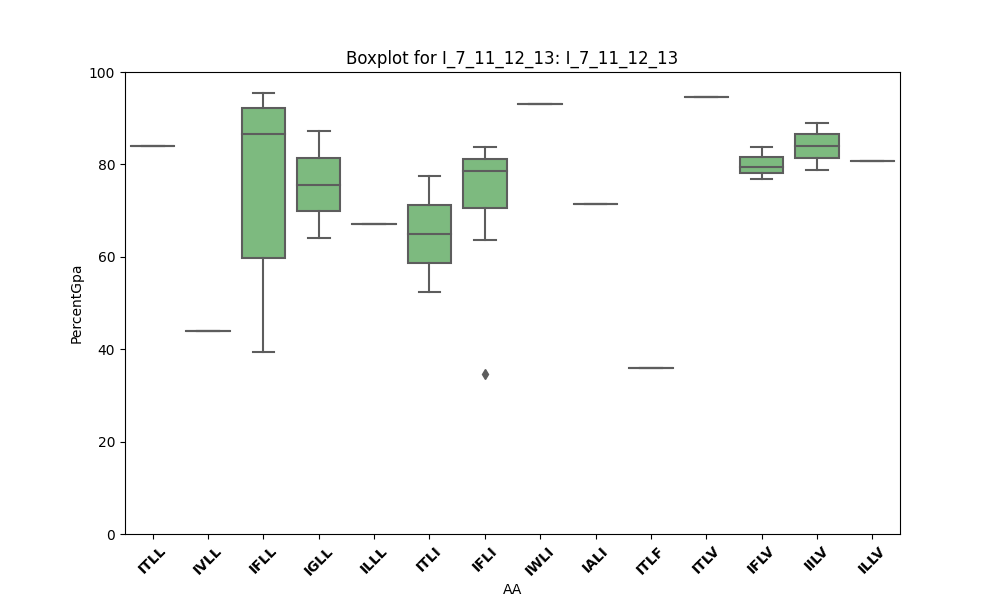 Boxplot for I_7_11_12_13: I_7_11_12_13
PercentGpa
100
80
60
40
20
0
ITLL IVLL IFLL IGLL ILLL ITLI IFLI IWLI IALI ITLF ITLV IFLV IILV ILLV
AA